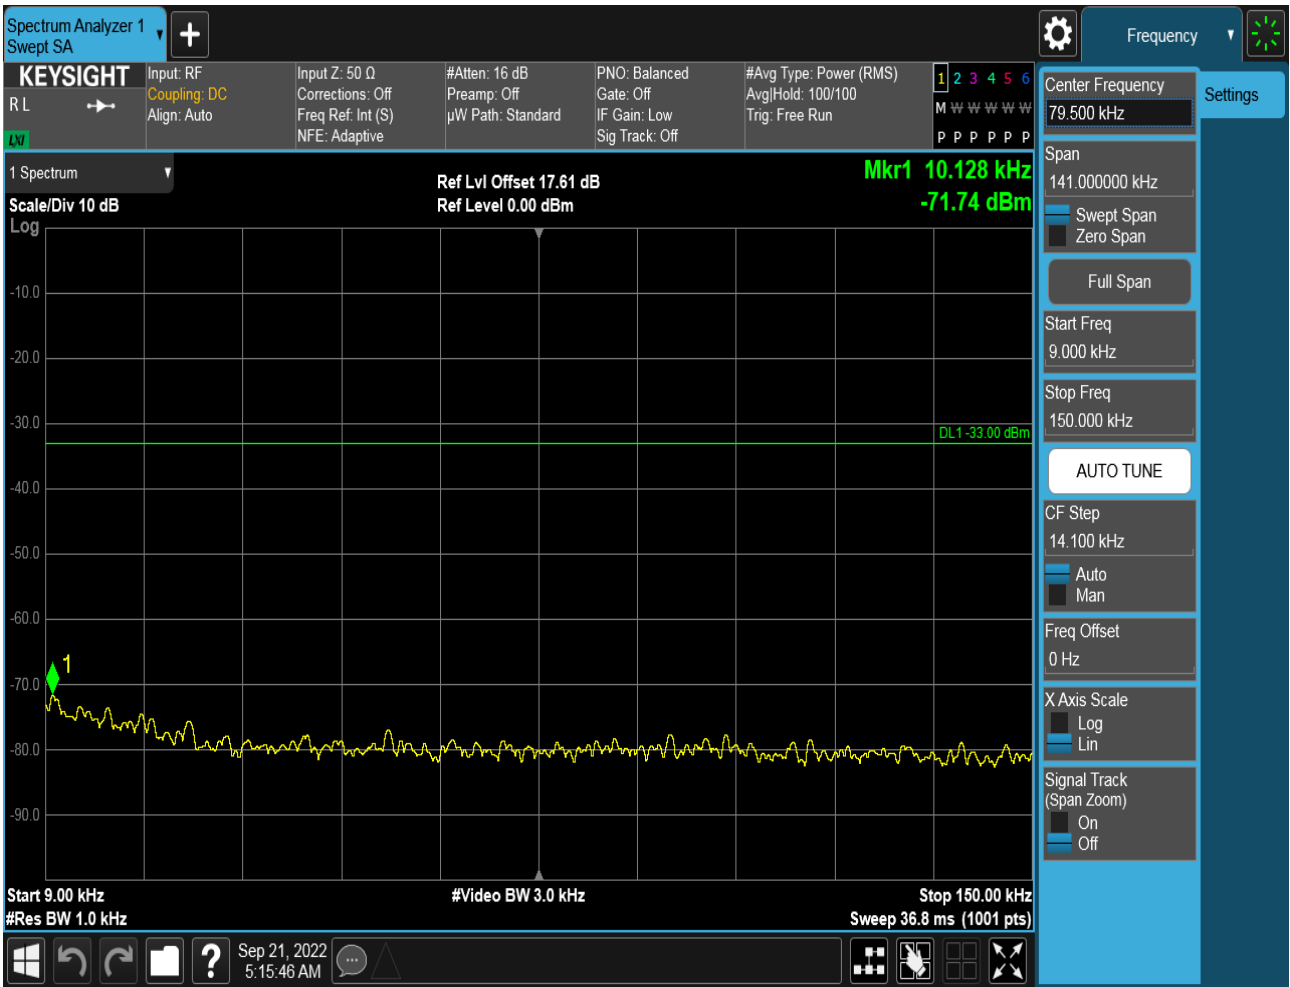 Spectrum Analyzer 1
Swept SA
Frequency
KEYSIGHT
R L
LXI
Input: RF
Coupling: DC
Align: Auto
Input Z: 50 Ω
Corrections: Off
Freq Ref: Int (S)
NFE: Adaptive
#Atten: 16 dB
Preamp: Off
µW Path: Standard
PNO: Balanced
Gate: Off
IF Gain: Low
Sig Track: Off
#Avg Type: Power (RMS)
Avg|Hold: 100/100
Trig: Free Run
1 2 3 4 5 6
M W W W W W
P P P P P P
1 Spectrum
Scale/Div 10 dB
Log
Ref Lvl Offset 17.61 dB
Ref Level 0.00 dBm
Mkr1 10.128 kHz
-71.74 dBm
-10.0
-20.0
-30.0
DL1 -33.00 dBm
-40.0
-50.0
-60.0
1
-70.0
-80.0
-90.0
Start 9.00 kHz
#Res BW 1.0 kHz
#Video BW 3.0 kHz
Stop 150.00 kHz
Sweep 36.8 ms (1001 pts)
Center Frequency
79.500 kHz
Settings
Span
141.000000 kHz
Swept Span
Zero Span
Full Span
Start Freq
9.000 kHz
Stop Freq
150.000 kHz
AUTO TUNE
CF Step
14.100 kHz
Auto
Man
Freq Offset
0 Hz
X Axis Scale
Log
Lin
Signal Track
(Span Zoom)
On
Off
?
Sep 21, 2022
5:15:46 AM